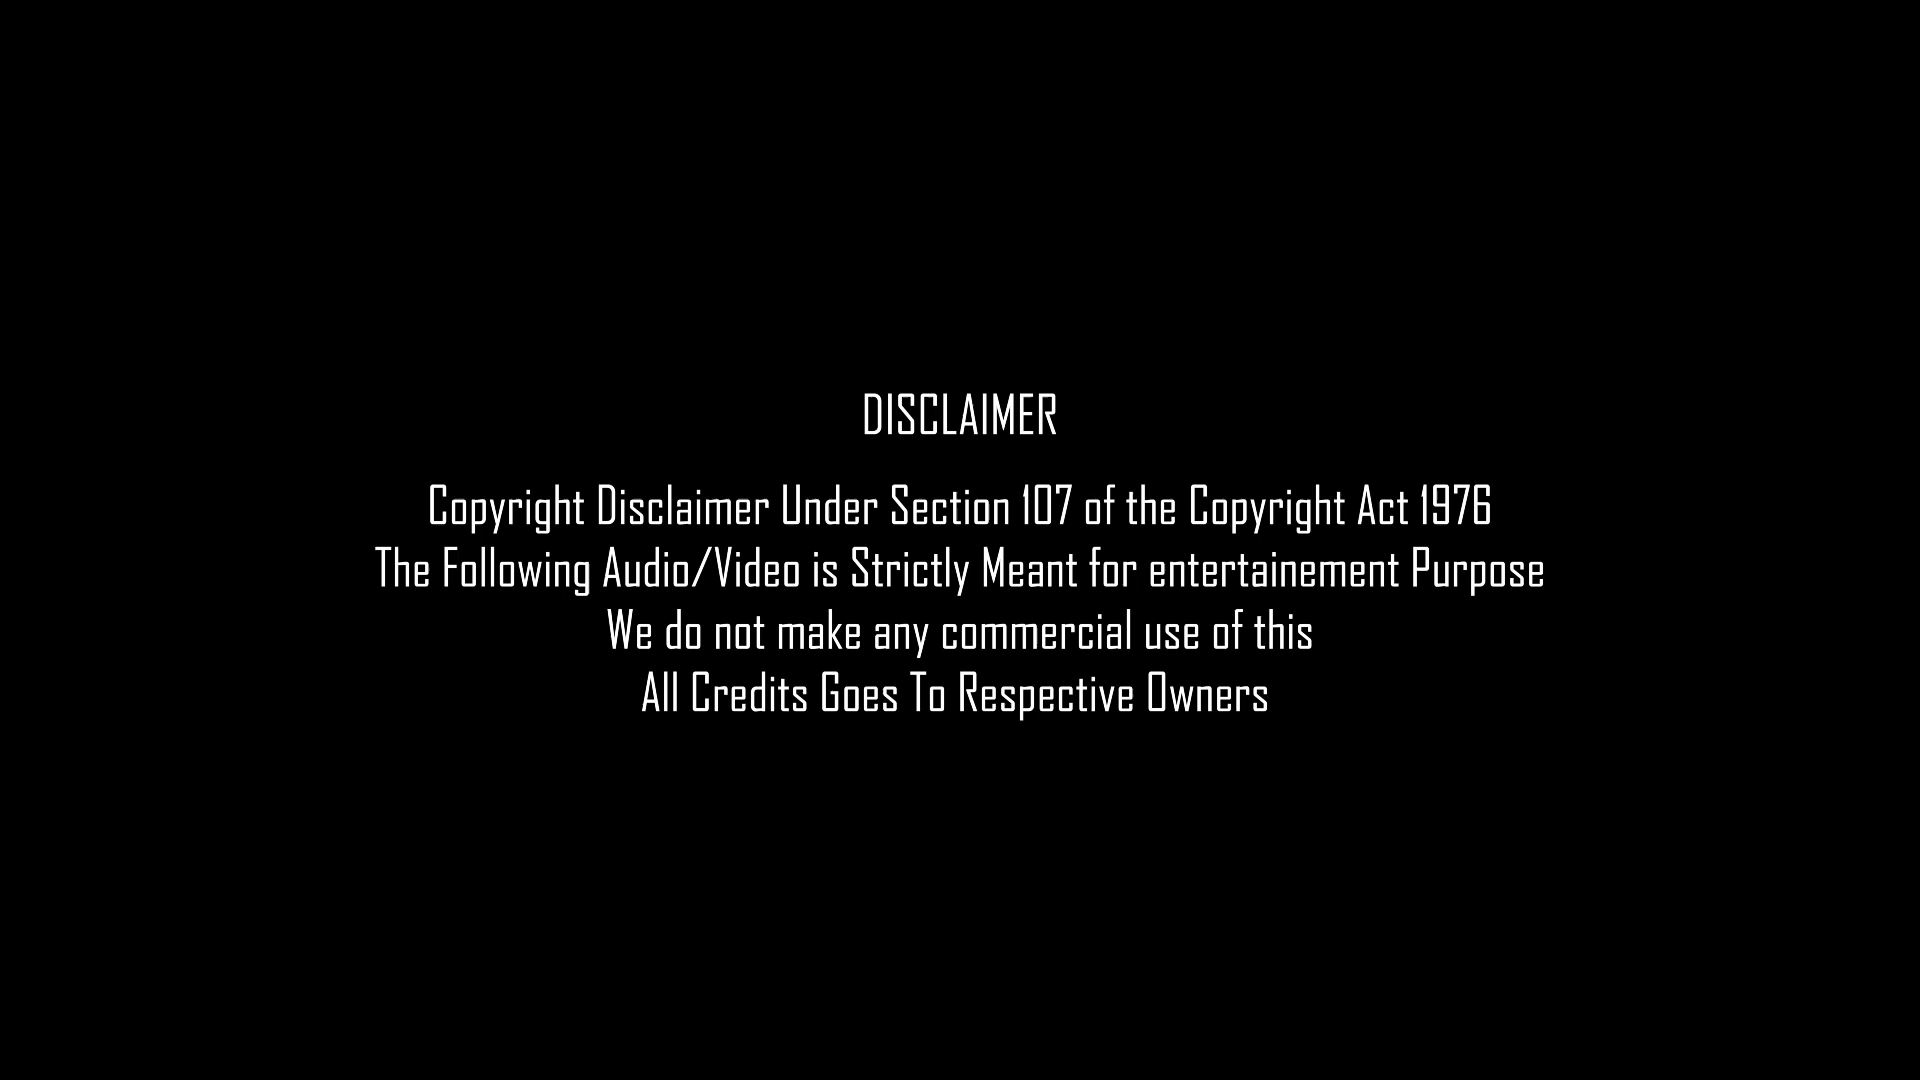 DISCLAIMER
Copyright Disclaimer Under Section 107 of the Copyright Act 1976
The Following Audio/Video is Strictly Meant for entertainement Purpose
We do not make any commercial use of this
All Credits Goes To Respective Owners